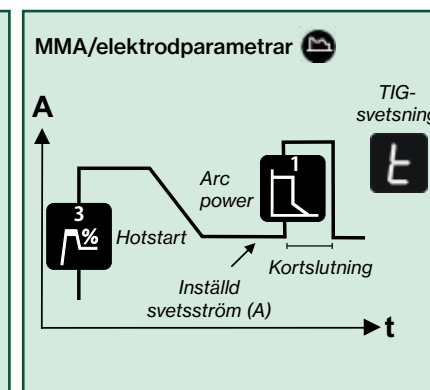 MMA/elektrodparametrar
TIG-
svetsning
A
t
Arc
power
1
3
%
Hotstart
Kortslutning
Inställd
svetsström (A)
t